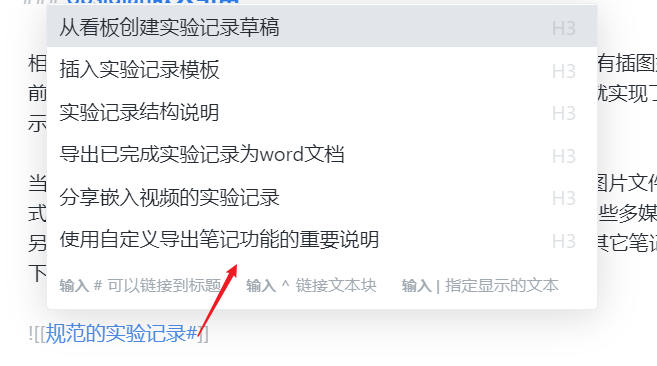 从看板创建实验记录草稿 H3
相 有插图
插入实验记录模板 H3
前 就实现了
实验记录结构说明 H3
示
导出已完成实验记录为word文档 H3
当 图片文件
分享嵌入视频的实验记录 H3
式 些多媒
使用自定义导出笔记功能的重要说明 H3
另 其它笔记
下
输入 # 可以链接到标题 输入 ^ 链接文本块 输入 | 指定显示的文本
![[规范的实验记录#]]